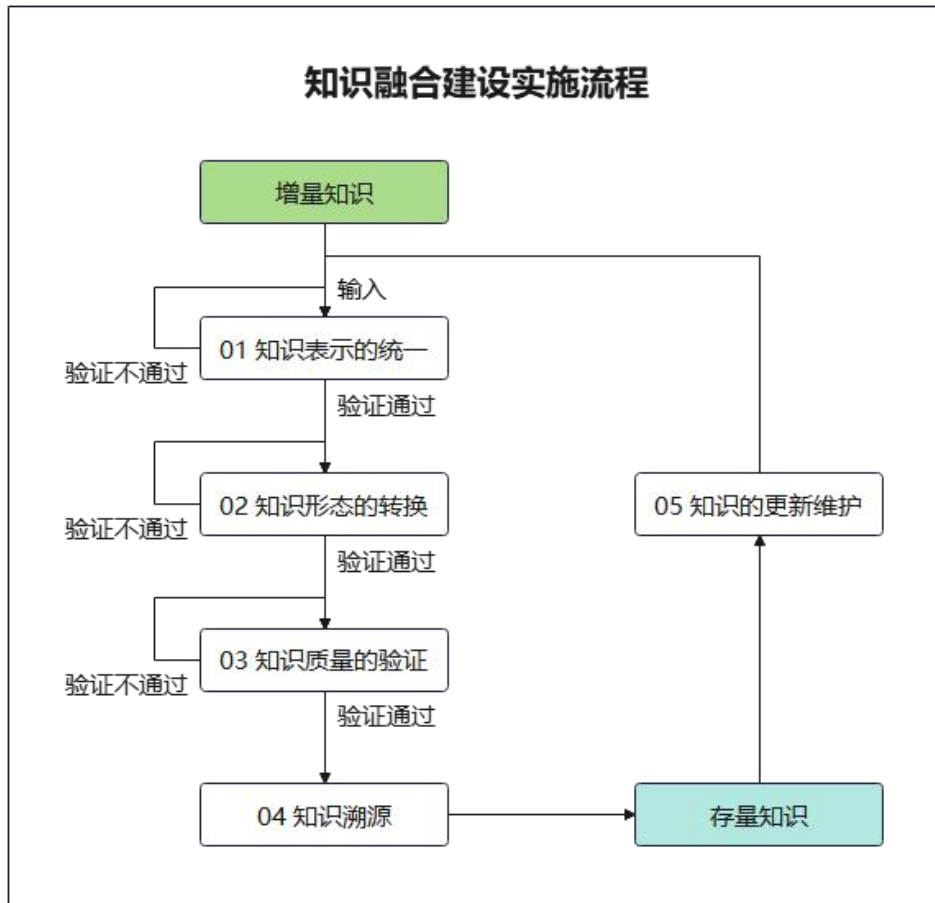 知识融合建设实施流程
增量知识
输入
01 知识表示的统一
验证不通过
验证通过
02 知识形态的转换
05 知识的更新维护
验证不通过
验证通过
03 知识质量的验证
验证不通过
验证通过
04 知识溯源
存量知识